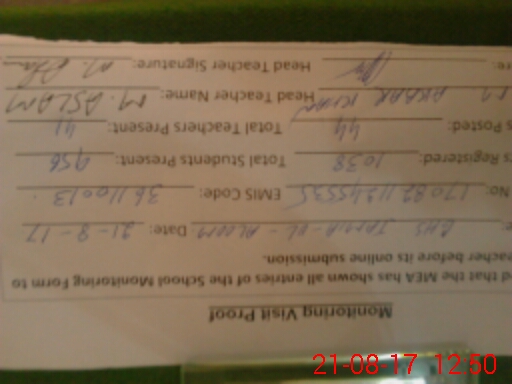 Monitoring Visit Proof
d that the MEA has shown all entries of the School Monitoring Form to
eacher before its online submission.
e: GHS JAMIA-UL-ALOOM Date: 21-8-17
No: EMIS Code: 36110013
s Registered: 1038 Total Students Present: 956
s Posted: 44 Total Teachers Present: 41
M AKBAR KHAN Head Teacher Name: M. ASLAM
re: Head Teacher Signature:
21-08-17 12:50